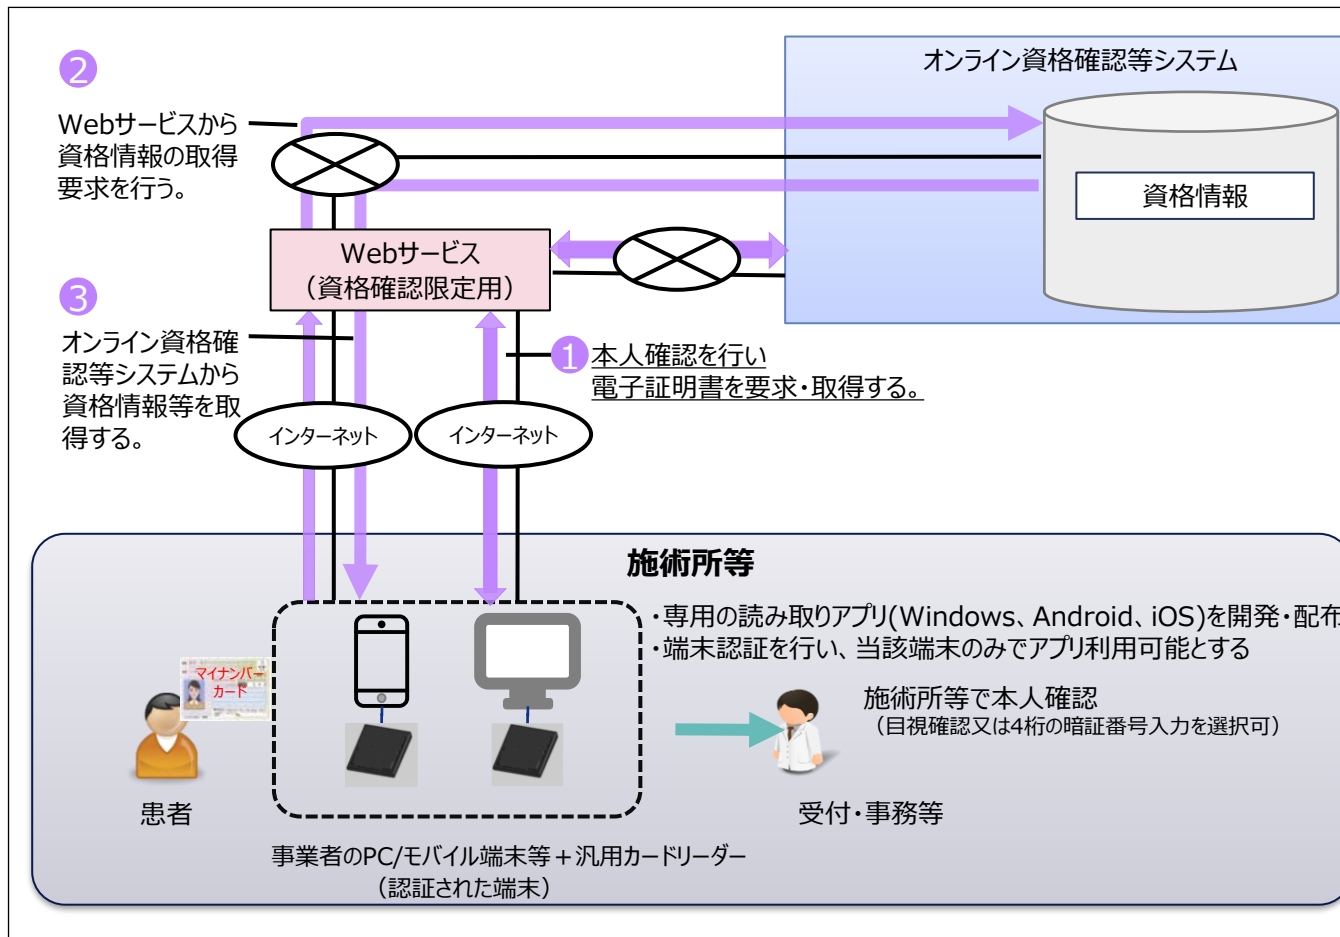 オンライン資格確認等システム
2
Webサービスから
資格情報の取得
要求を行う。
資格情報
Webサービス
（資格確認限定用）
3
オンライン資格確
認等システムから
資格情報等を取
得する。
1
本人確認を行い
電子証明書を要求・取得する。
インターネット
インターネット
施術所等
・専用の読み取りアプリ(Windows、Android、iOS)を開発・配布
・端末認証を行い、当該端末のみでアプリ利用可能とする
マイナンバー
カード
施術所等で本人確認
（目視確認又は4桁の暗証番号入力を選択可）
患者
受付・事務等
事業者のPC/モバイル端末等＋汎用カードリーダー
（認証された端末）